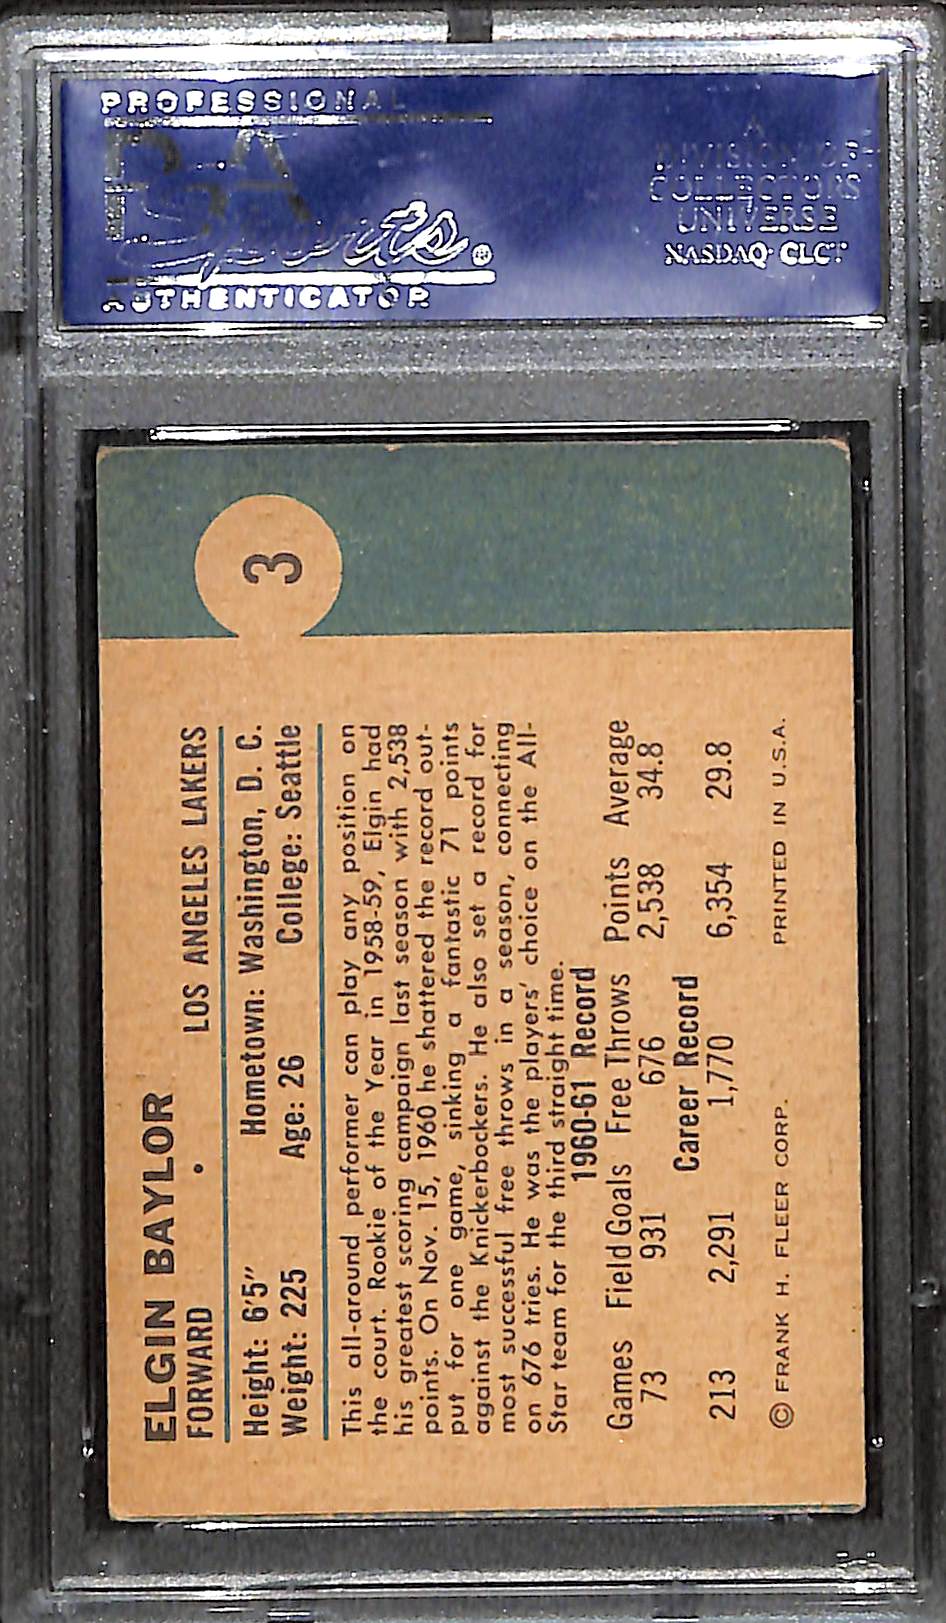 PROFESSIONAL
PSA
Sports®
AUTHENTICATOR
A
DIVISION OF
COLLECTORS
UNIVERSE
NASDAQ: CLCT
3
ELGIN BAYLOR
FORWARD • LOS ANGELES LAKERS
Height: 6'5" Hometown: Washington, D. C.
Weight: 225 Age: 26 College: Seattle
This all-around performer can play any position on
the court. Rookie of the Year in 1958-59, Elgin had
his greatest scoring campaign last season with 2,538
points. On Nov. 15, 1960 he shattered the record out-
put for one game, sinking a fantastic 71 points
against the Knickerbockers. He also set a record for
most successful free throws in a season, connecting
on 676 tries. He was the players' choice on the All-
Star team for the third straight time.
1960-61 Record
Games Field Goals Free Throws Points Average
73 931 676 2,538 34.8
Career Record
213 2,291 1,770 6,354 29.8
© FRANK H. FLEER CORP. PRINTED IN U.S.A.